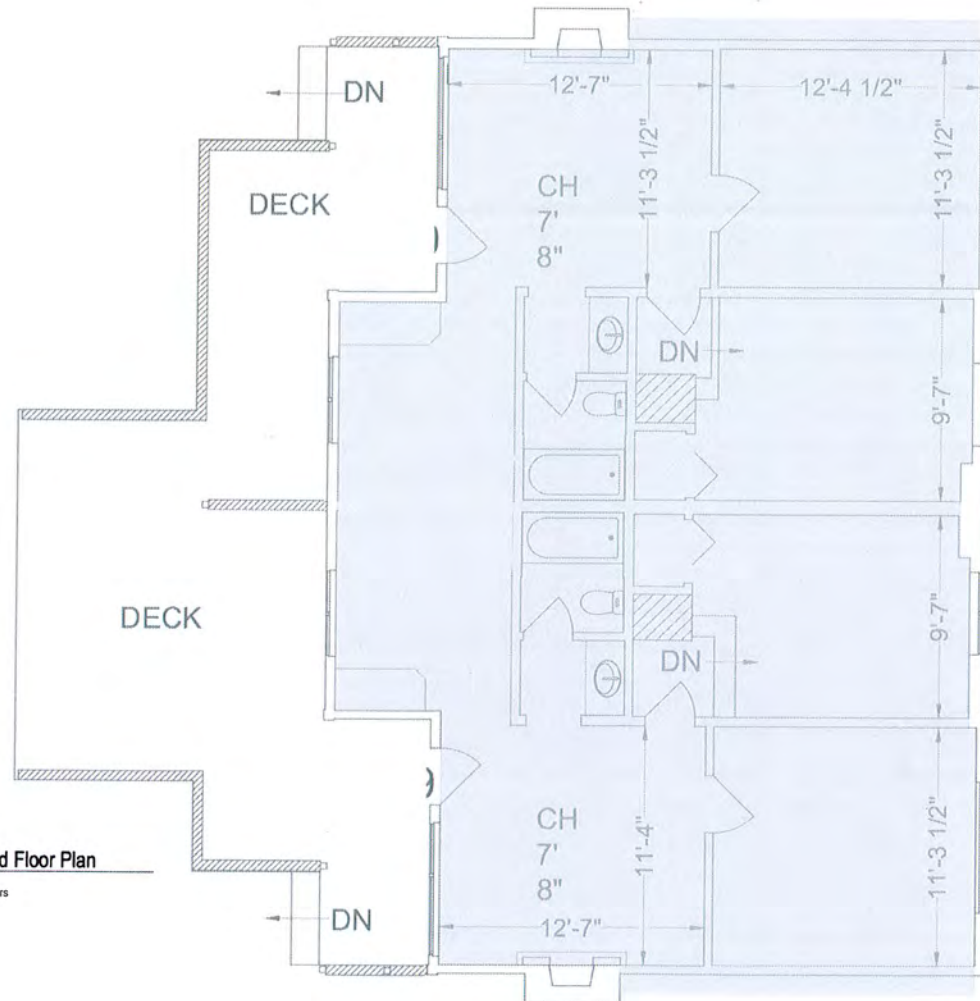 DN
12'-7"
12'-4 1/2"
DECK
CH
7'
8"
11'-3 1/2"
11'-3 1/2"
DN
9'-7"
DECK
9'-7"
DN
CH
7'
8"
11'-4"
11'-3 1/2"
d Floor Plan
rs
DN
12'-7"